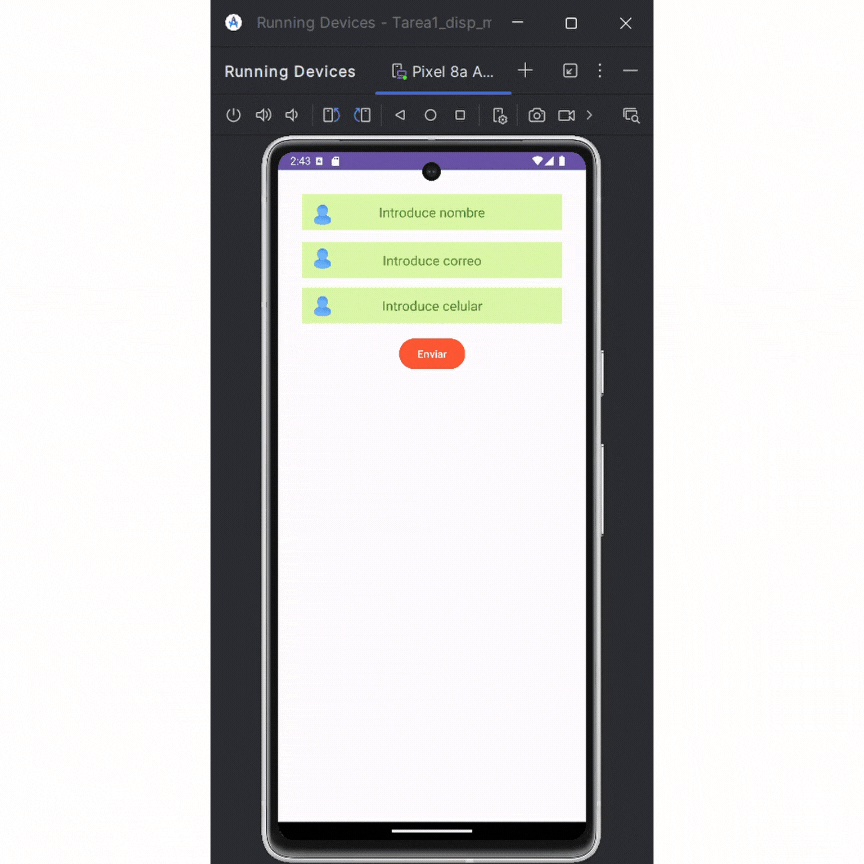 Running Devices - Tarea1_disp_m
Running Devices
Pixel 8a A...
2:43
Introduce nombre
Introduce correo
Introduce celular
Enviar